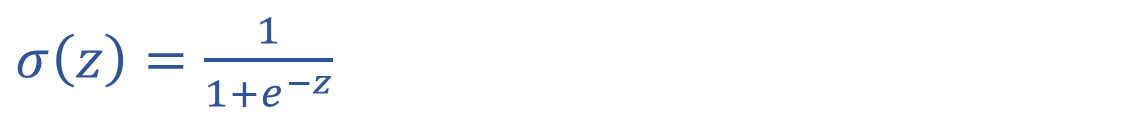 σ(z) = 1/(1+e^{-z})